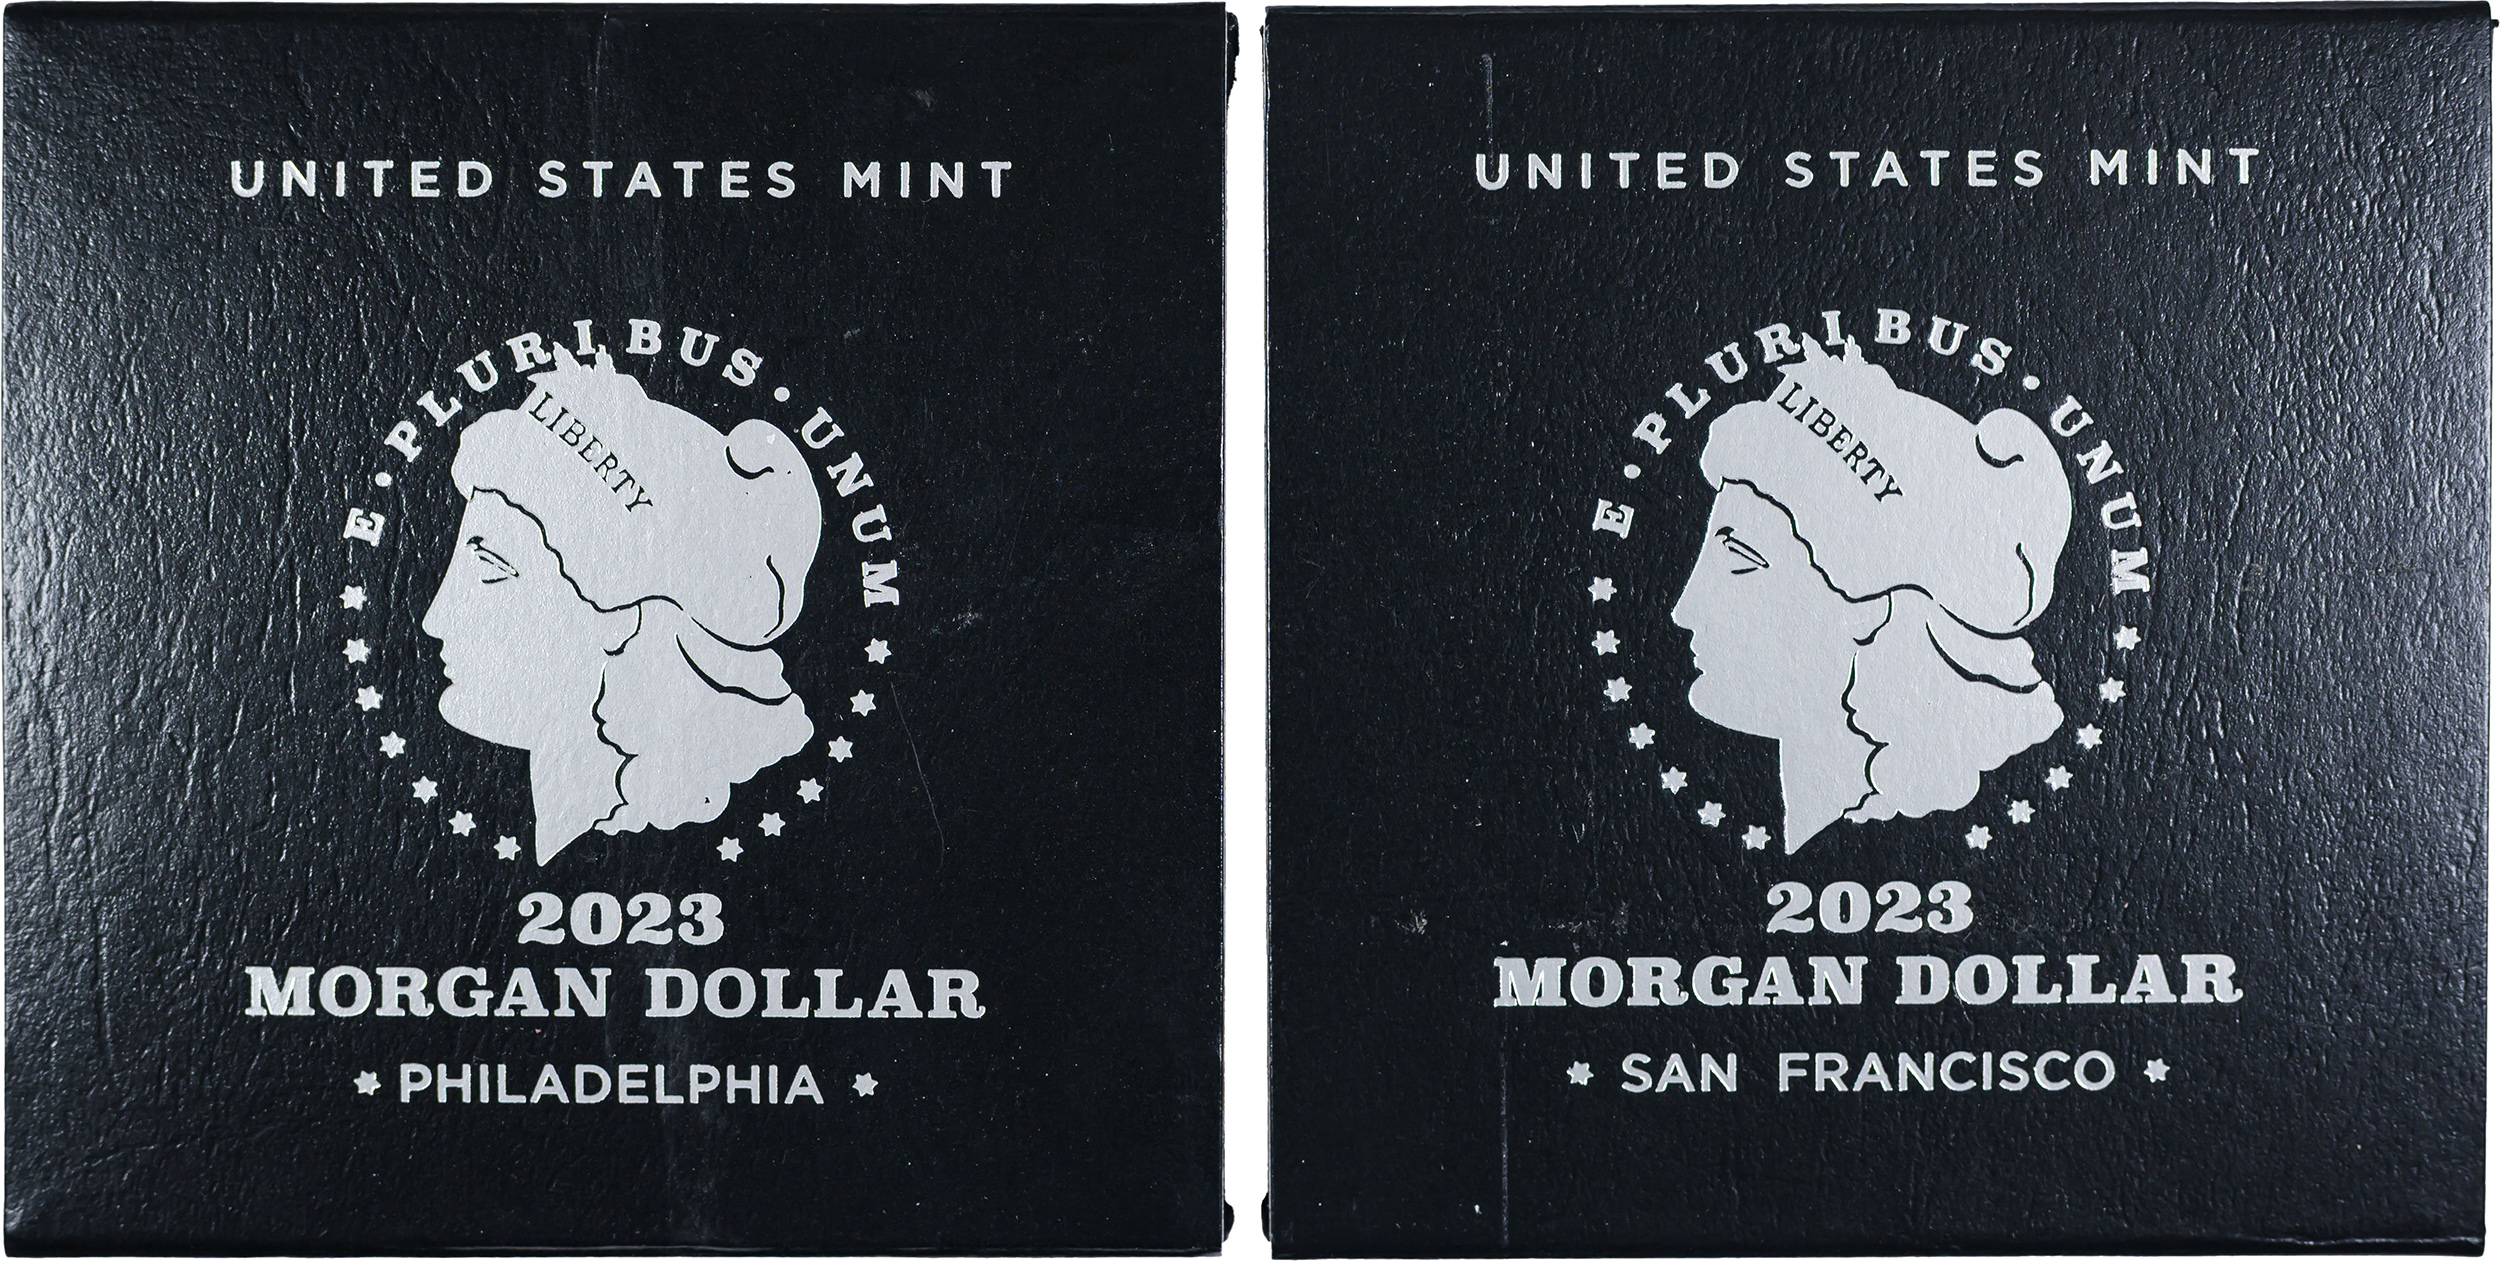 UNITED STATES MINT
E·PLURIBUS·UNUM
LIBERTY
2023
MORGAN DOLLAR
PHILADELPHIA
UNITED STATES MINT
E·PLURIBUS·UNUM
LIBERTY
2023
MORGAN DOLLAR
SAN FRANCISCO